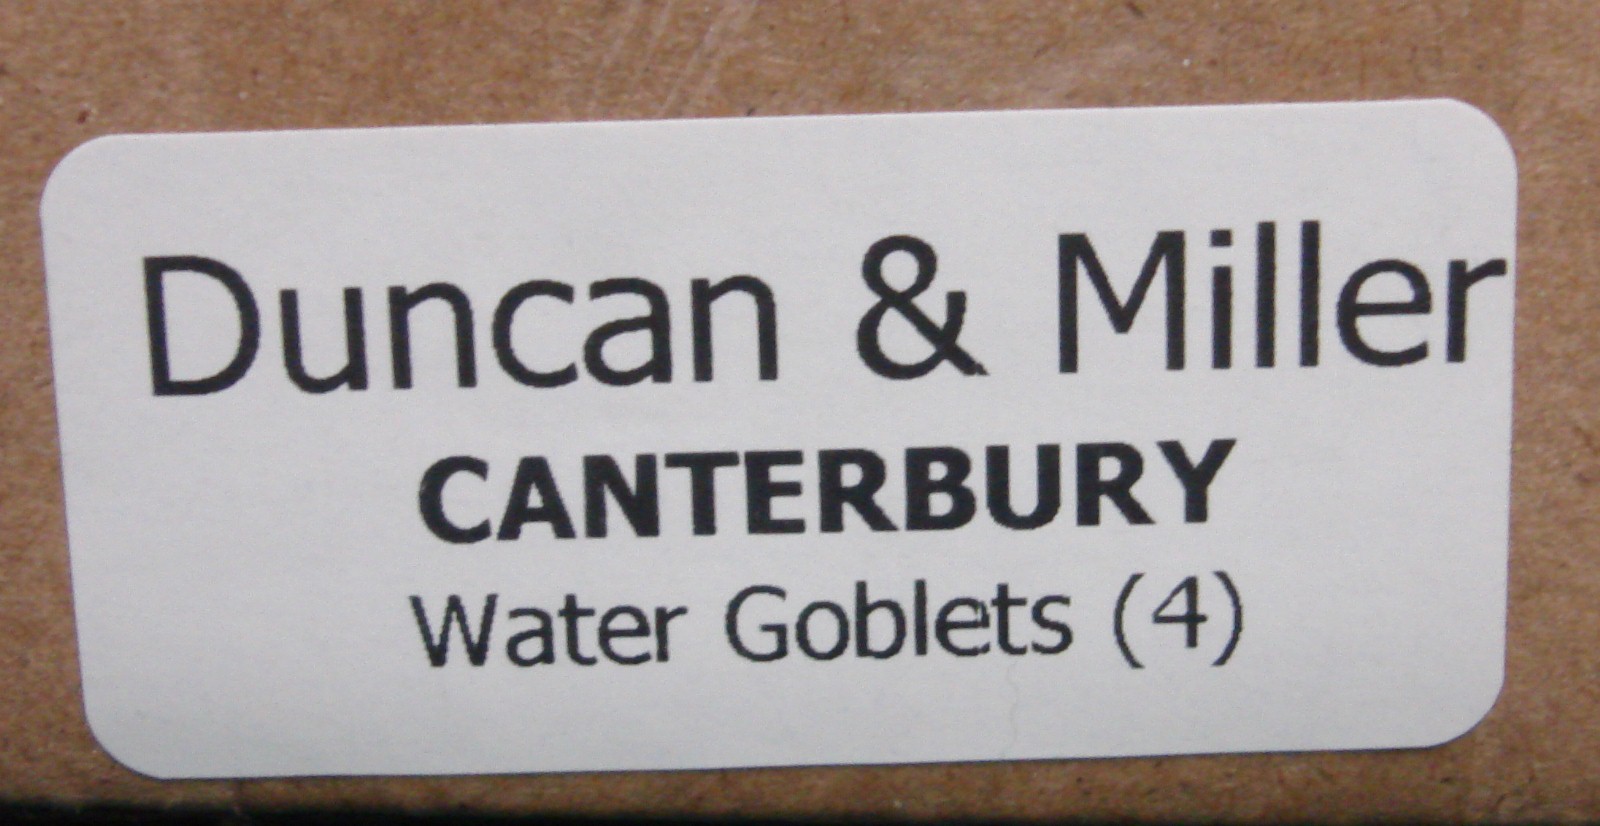 Duncan & Miller
CANTERBURY
Water Goblets (4)